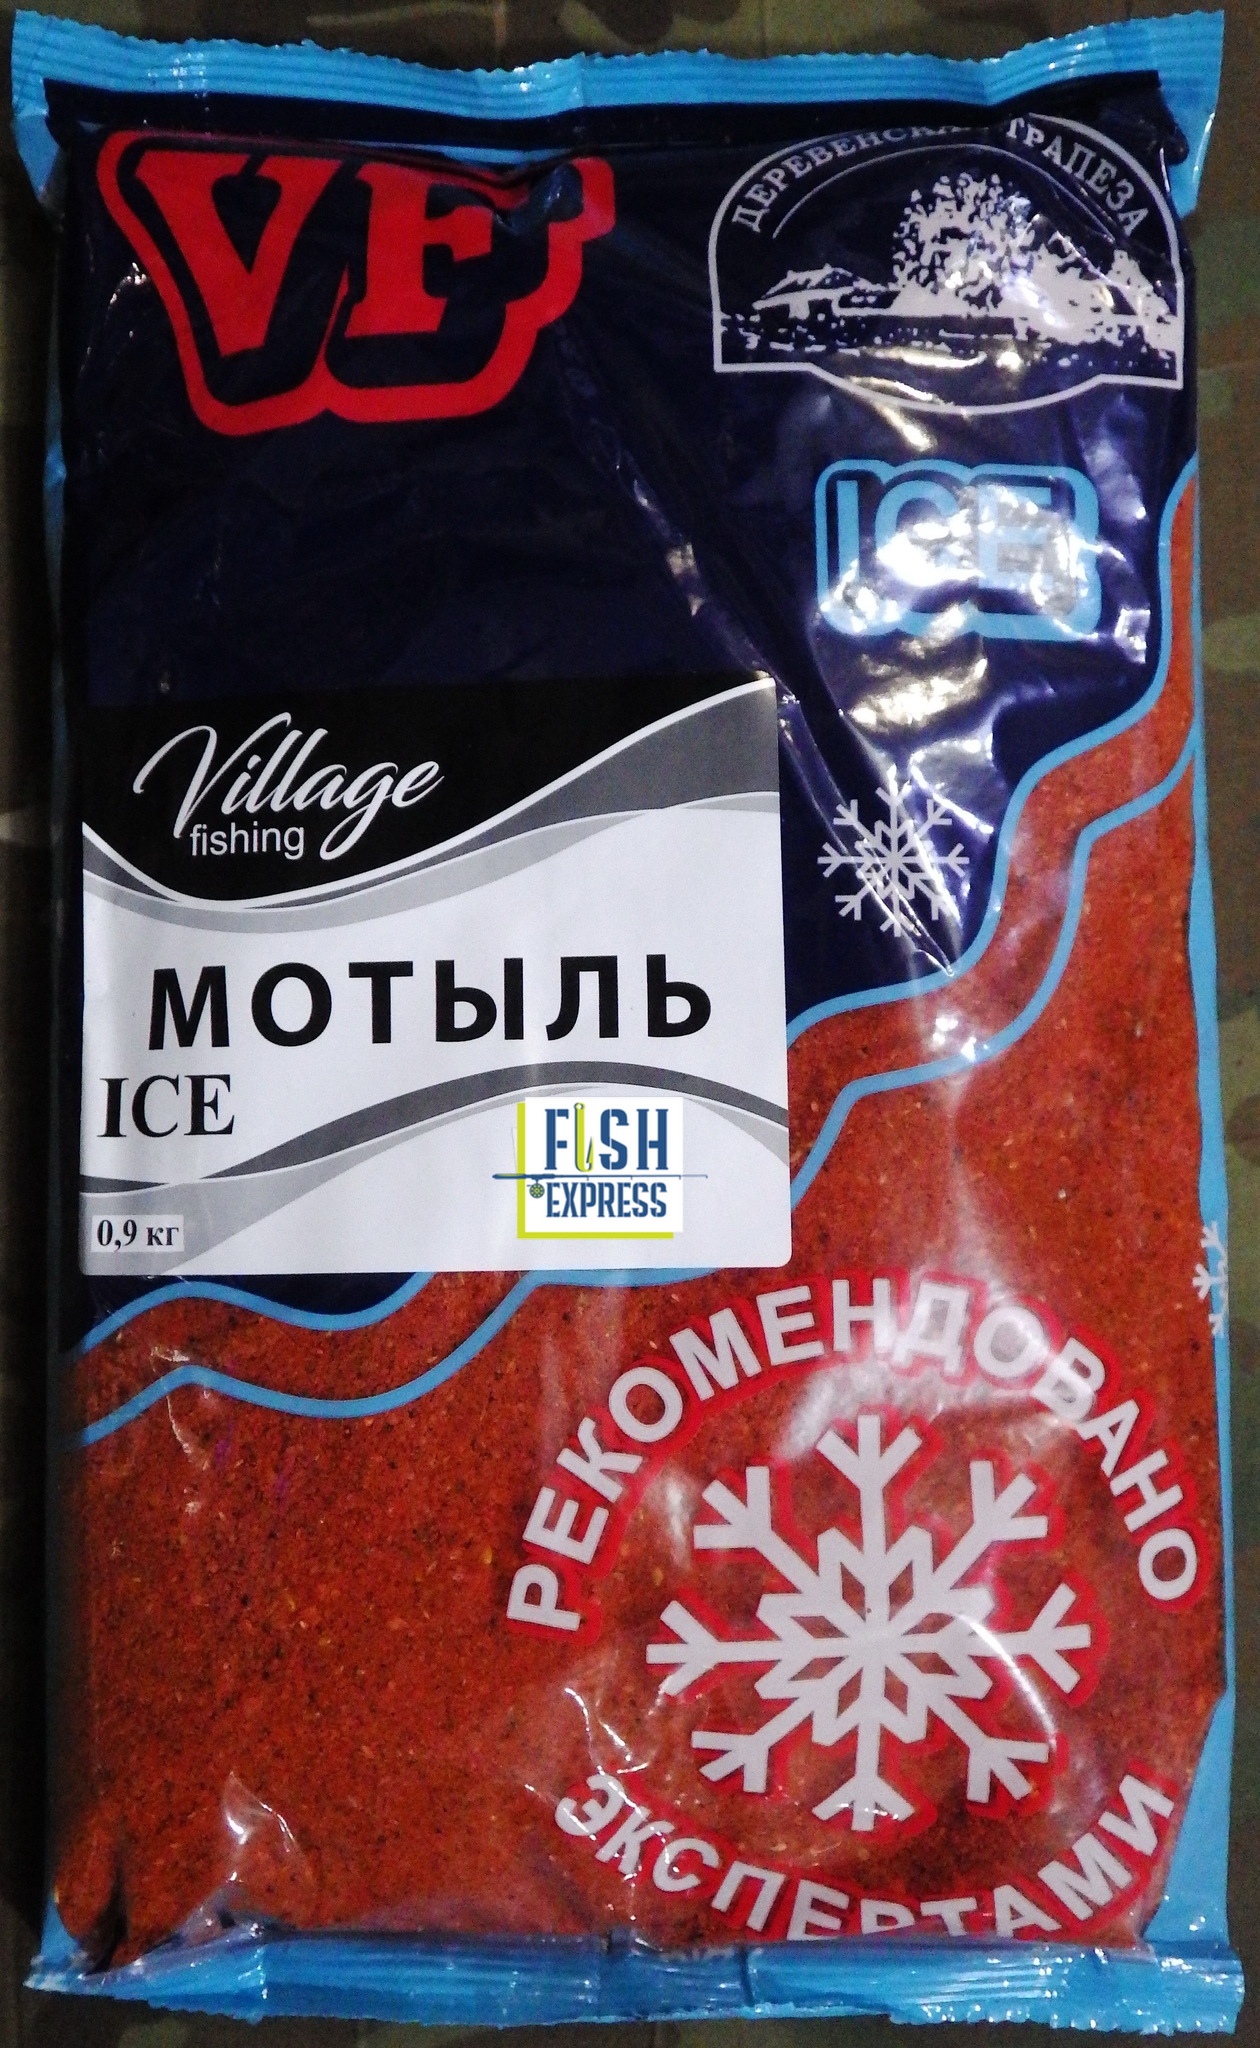 VF
ДЕРЕВЕНСКАЯ ТРАПЕЗА
ICE
Village
fishing
МОТЫЛЬ
ICE
FISH
EXPRESS
0,9 кг
РЕКОМЕНДОВАНО
ЭКСПЕРТАМИ